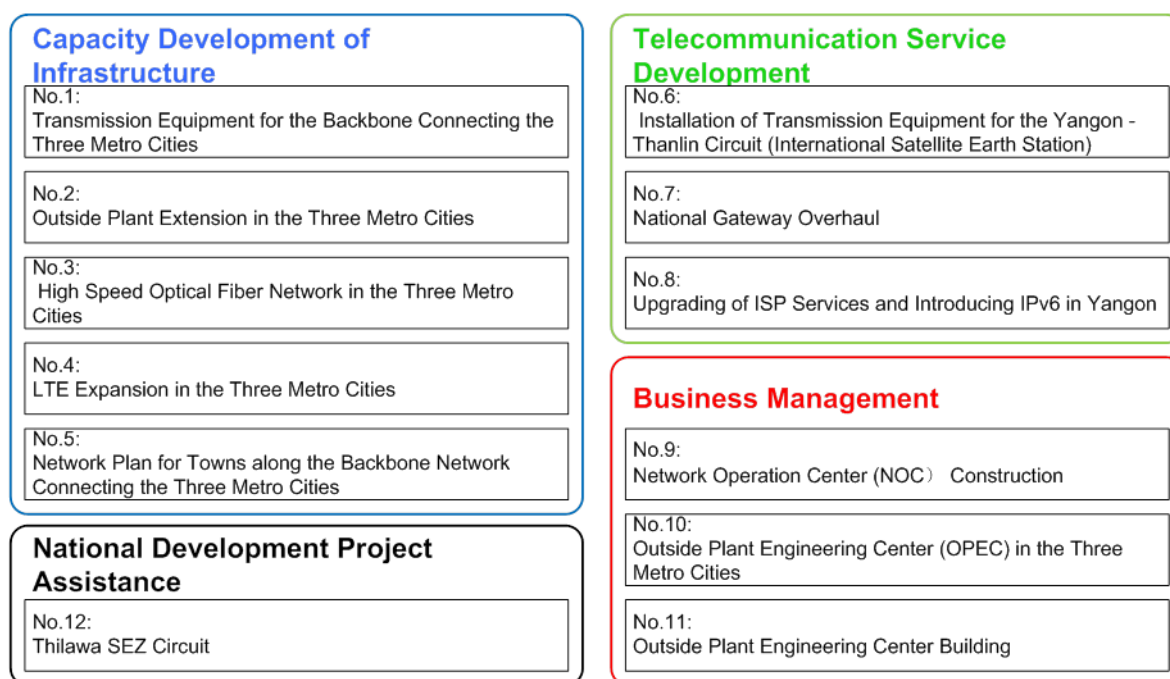 Capacity Development of
Infrastructure
No.1:
Transmission Equipment for the Backbone Connecting the
Three Metro Cities
No.2:
Outside Plant Extension in the Three Metro Cities
No.3:
High Speed Optical Fiber Network in the Three Metro
Cities
No.4:
LTE Expansion in the Three Metro Cities
No.5:
Network Plan for Towns along the Backbone Network
Connecting the Three Metro Cities
National Development Project
Assistance
No.12:
Thilawa SEZ Circuit
Telecommunication Service
Development
No.6:
Installation of Transmission Equipment for the Yangon -
Thanlin Circuit (International Satellite Earth Station)
No.7:
National Gateway Overhaul
No.8:
Upgrading of ISP Services and Introducing IPv6 in Yangon
Business Management
No.9:
Network Operation Center (NOC） Construction
No.10:
Outside Plant Engineering Center (OPEC) in the Three
Metro Cities
No.11:
Outside Plant Engineering Center Building